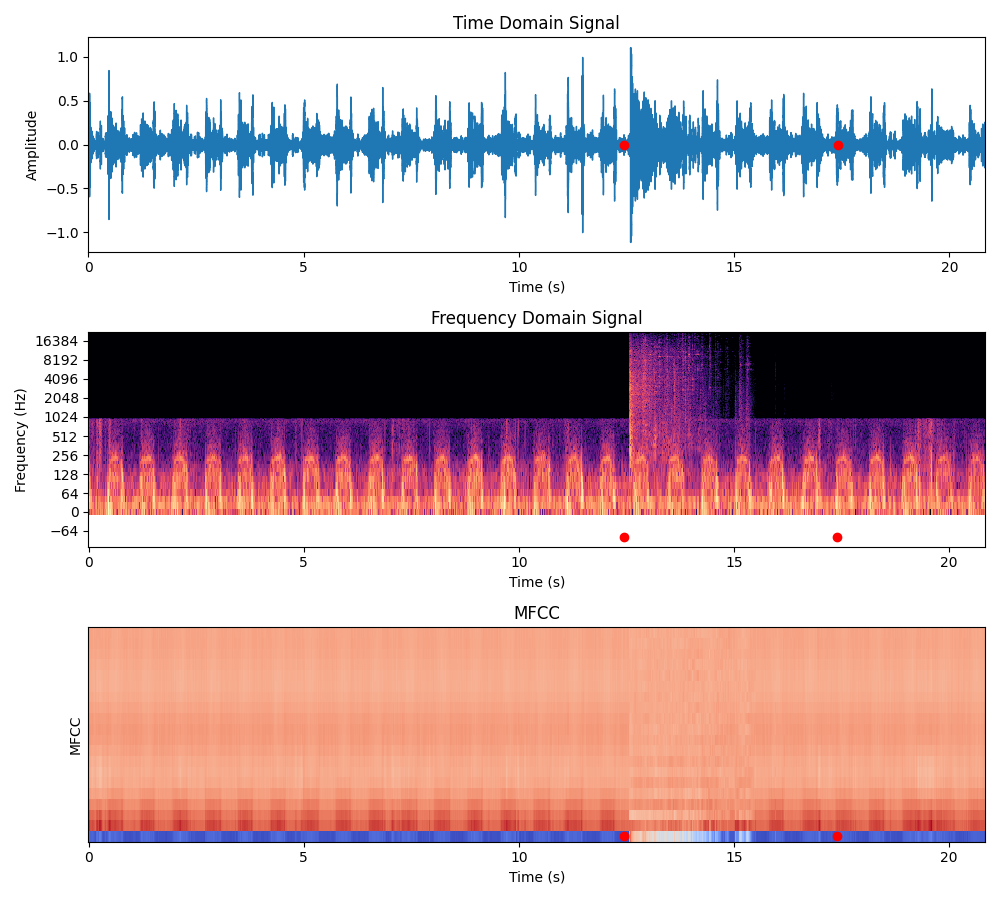 Time Domain Signal
1.0
0.5
0.0
−0.5
−1.0
Amplitude
0 5 10 15 20
Time (s)
Frequency Domain Signal
16384
8192
4096
2048
1024
512
256
128
64
0
−64
Frequency (Hz)
0 5 10 15 20
Time (s)
MFCC
MFCC
0 5 10 15 20
Time (s)